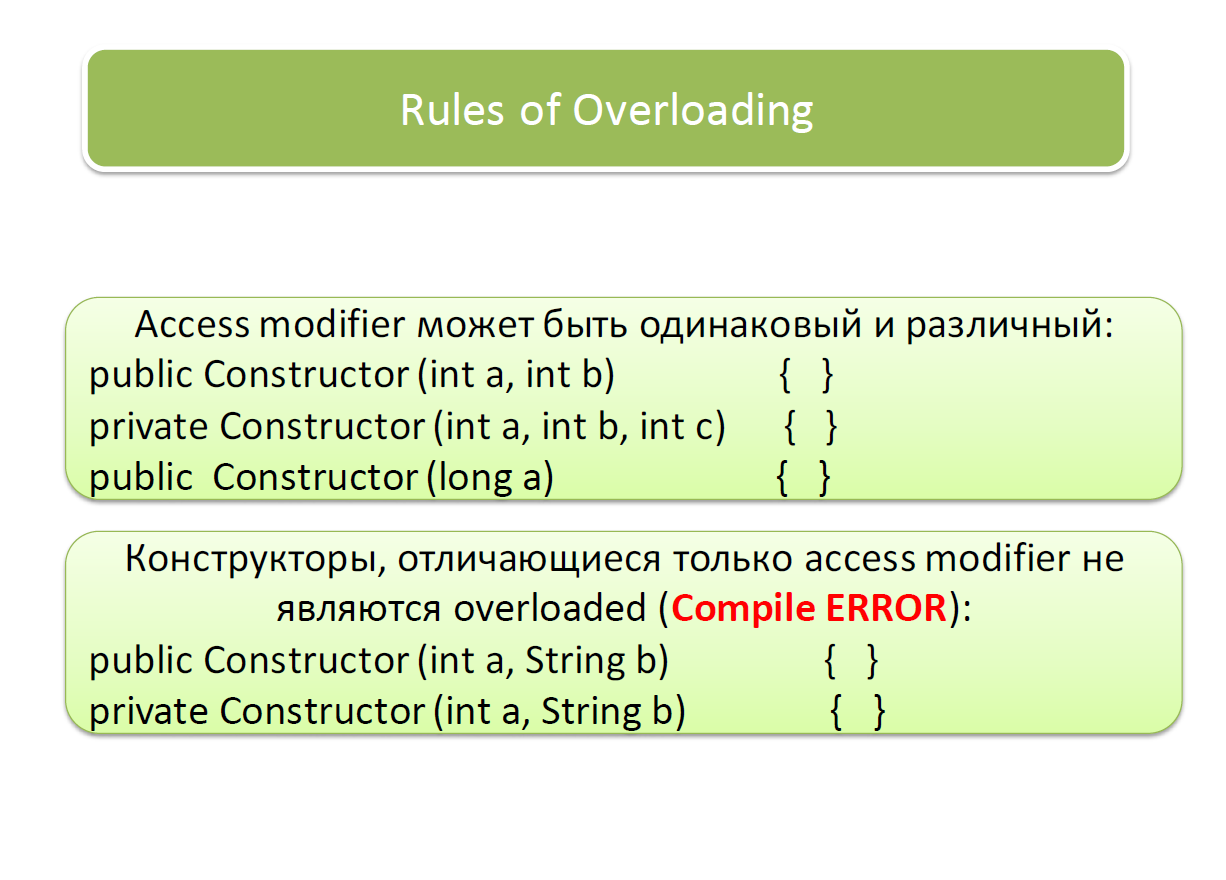 Rules of Overloading
Access modifier может быть одинаковый и различный:
public Constructor (int a, int b) { }
private Constructor (int a, int b, int c) { }
public Constructor (long a) { }
Конструкторы, отличающиеся только access modifier не
являются overloaded (Compile ERROR):
public Constructor (int a, String b) { }
private Constructor (int a, String b) { }